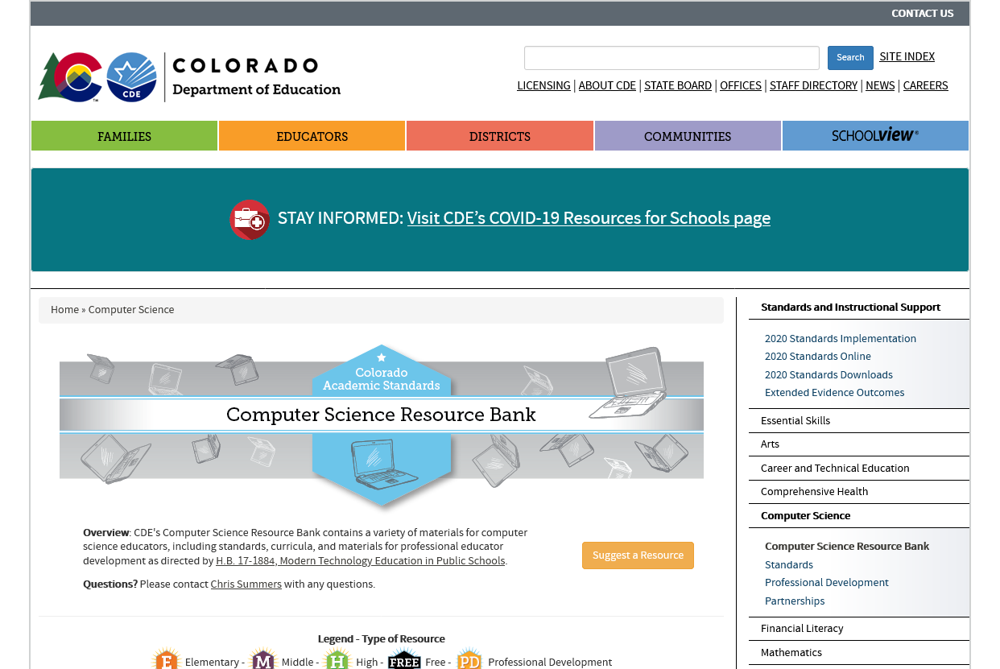 CONTACT US
CDE
TM
COLORADO
Department of Education
Search
SITE INDEX
LICENSING | ABOUT CDE | STATE BOARD | OFFICES | STAFF DIRECTORY | NEWS | CAREERS
FAMILIES
EDUCATORS
DISTRICTS
COMMUNITIES
SCHOOLVIEW®
STAY INFORMED: Visit CDE’s COVID-19 Resources for Schools page
Home » Computer Science
Colorado
Academic Standards
Computer Science Resource Bank
Overview: CDE's Computer Science Resource Bank contains a variety of materials for computer
science educators, including standards, curricula, and materials for professional educator
development as directed by H.B. 17-1884, Modern Technology Education in Public Schools.
Suggest a Resource
Questions? Please contact Chris Summers with any questions.
Legend - Type of Resource
E Elementary - M Middle - H High - FREE Free - PD Professional Development
Standards and Instructional Support
2020 Standards Implementation
2020 Standards Online
2020 Standards Downloads
Extended Evidence Outcomes
Essential Skills
Arts
Career and Technical Education
Comprehensive Health
Computer Science
Computer Science Resource Bank
Standards
Professional Development
Partnerships
Financial Literacy
Mathematics